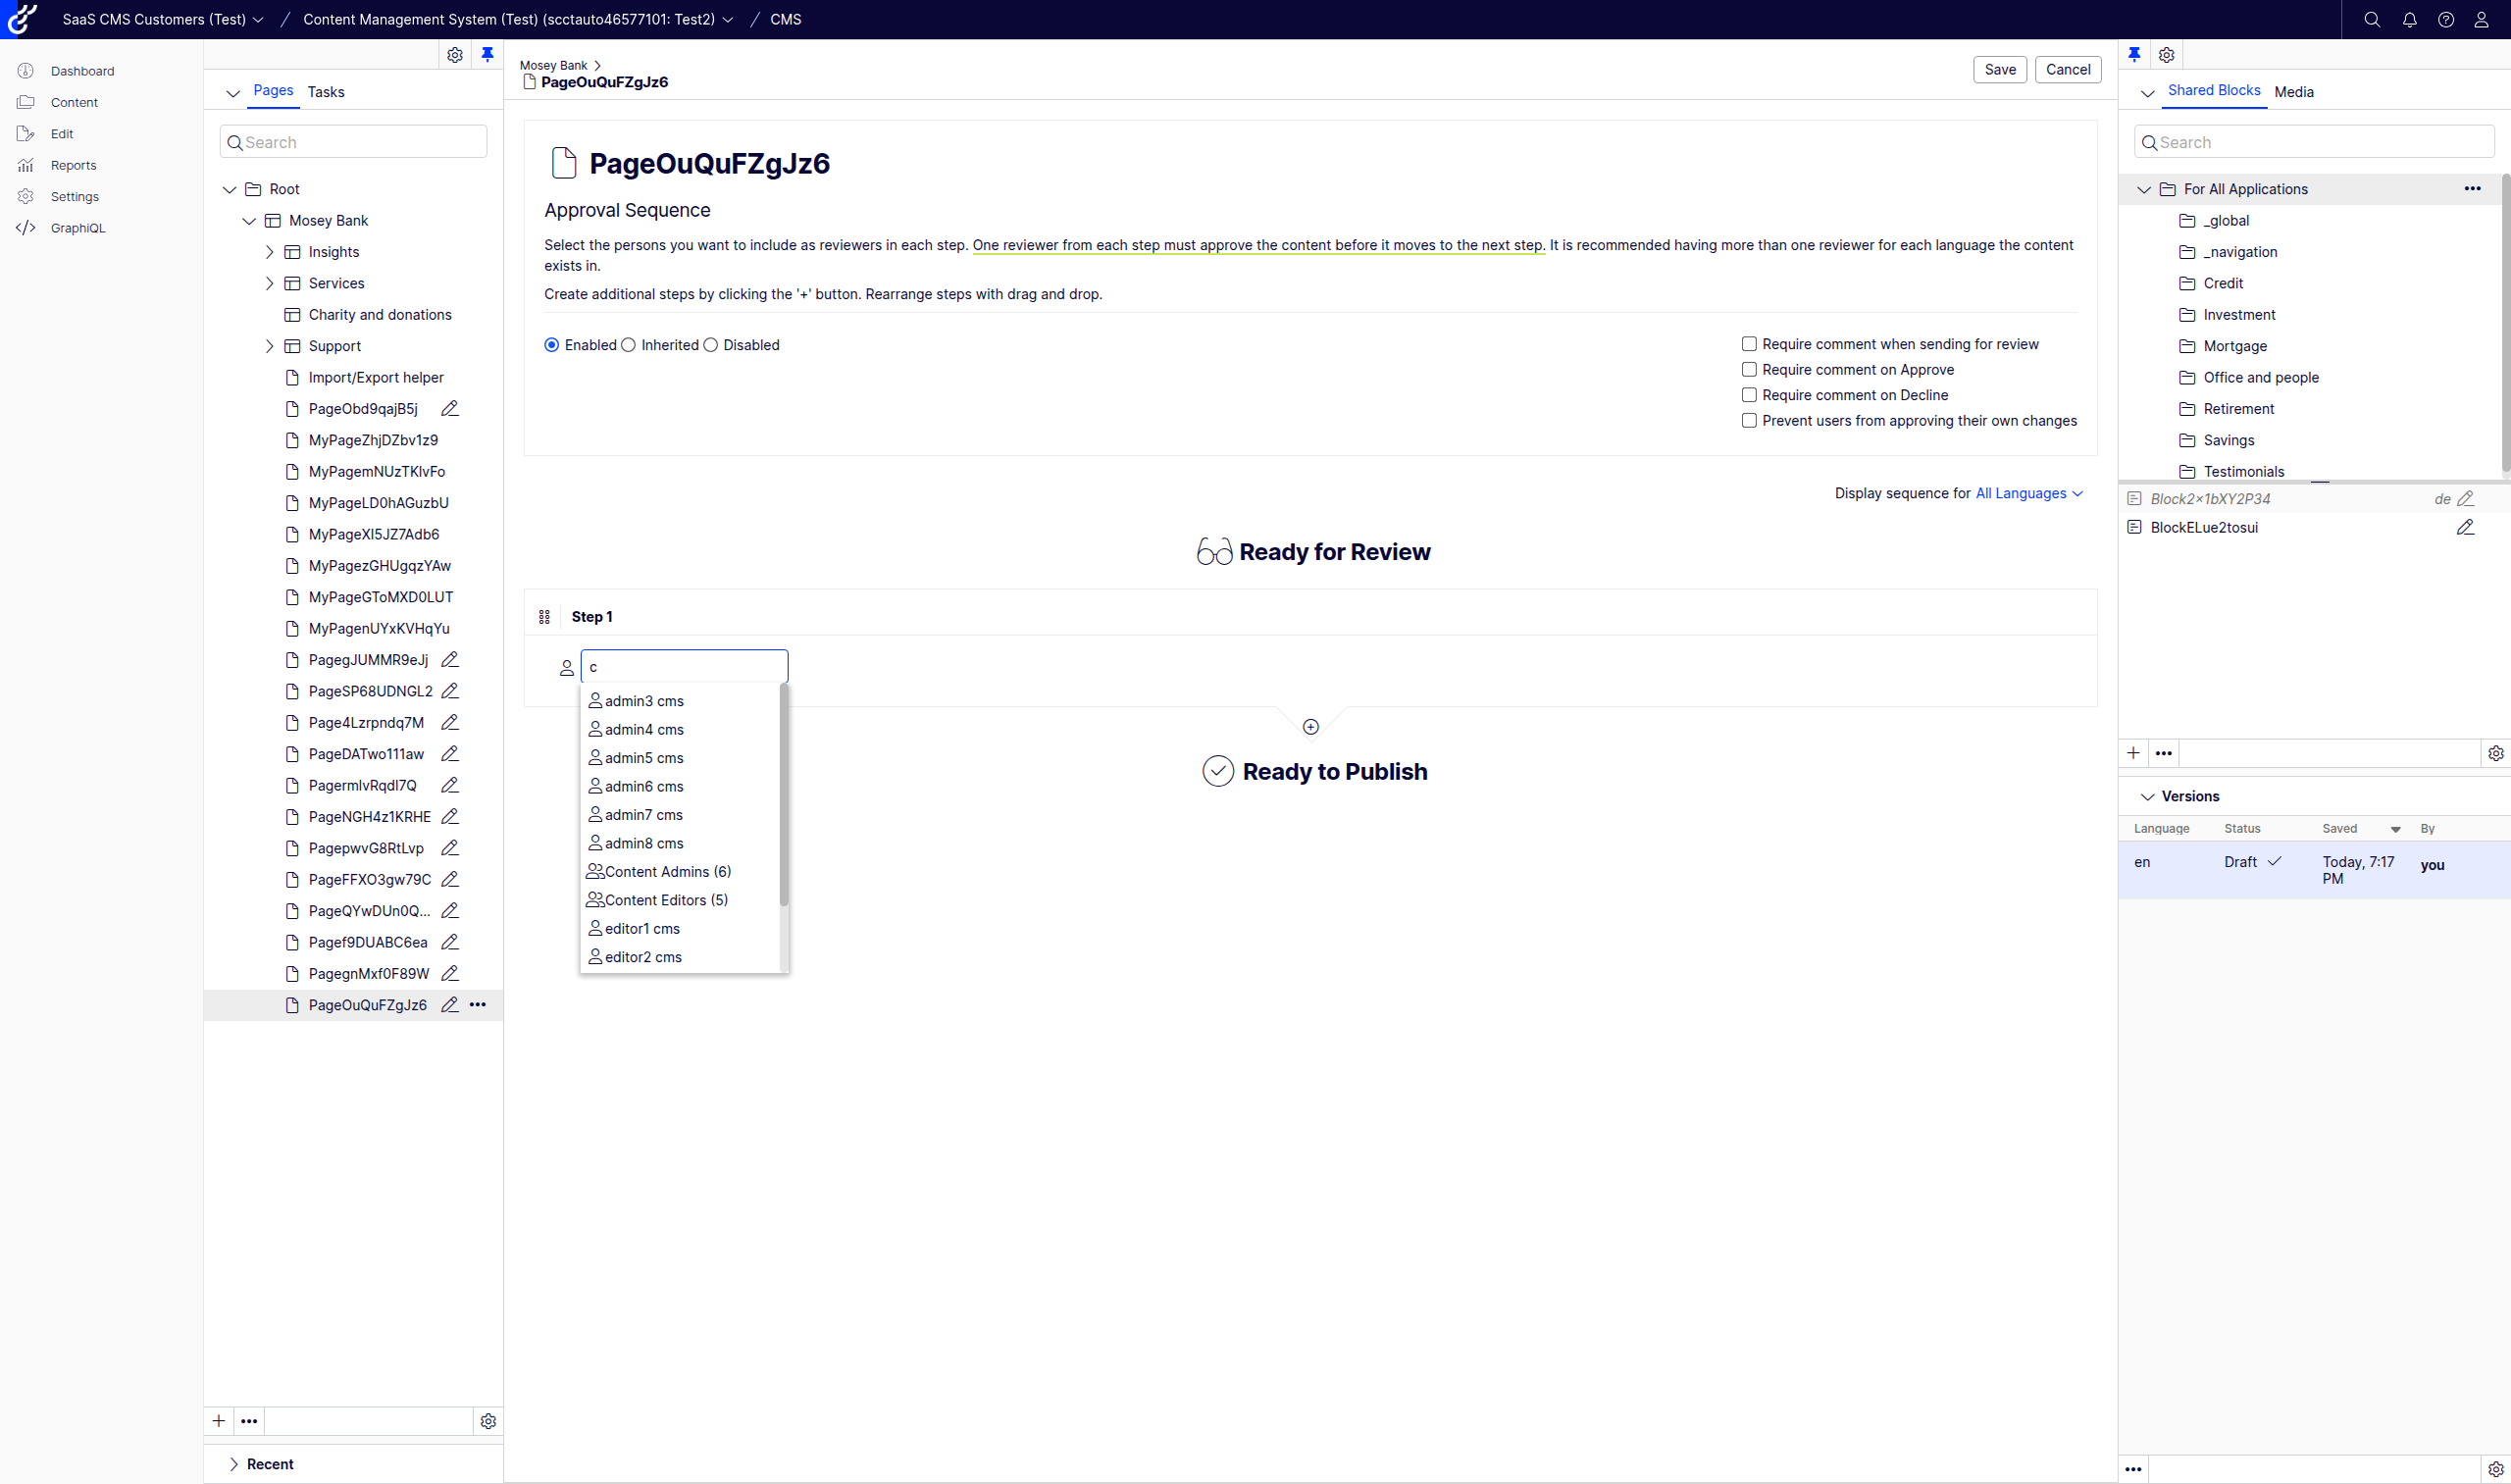 SaaS CMS Customers (Test) / Content Management System (Test) (scctauto46577101: Test2) / CMS
Dashboard
Content
Edit
Reports
Settings
GraphiQL
Pages Tasks
Search
Root
Mosey Bank
Insights
Services
Charity and donations
Support
Import/Export helper
PageObd9qajB5j
MyPageZhjDZbv1z9
MyPagemNUzTKlvFo
MyPageLD0hAGuzbU
MyPageXI5JZ7Adb6
MyPagezGHUgqzYAw
MyPageGToMXD0LUT
MyPagenUYxKVHqYu
PagegJUMMR9eJj
PageSP68UDNGL2
Page4Lzrpndq7M
PageDATwo111aw
PagermlvRqdI7Q
PageNGH4z1KRHE
PagepwvG8RtLvp
PageFFXO3gw79C
PageQYwDUn0Q...
Pagef9DUABC6ea
PagegnMxf0F89W
PageOuQuFZgJz6
Recent
Mosey Bank
PageOuQuFZgJz6
Save Cancel
PageOuQuFZgJz6
Approval Sequence
Select the persons you want to include as reviewers in each step. One reviewer from each step must approve the content before it moves to the next step. It is recommended having more than one reviewer for each language the content
exists in.
Create additional steps by clicking the '+' button. Rearrange steps with drag and drop.
Enabled Inherited Disabled
Require comment when sending for review
Require comment on Approve
Require comment on Decline
Prevent users from approving their own changes
Display sequence for All Languages
Ready for Review
Step 1
c
admin3 cms
admin4 cms
admin5 cms
admin6 cms
admin7 cms
admin8 cms
Content Admins (6)
Content Editors (5)
editor1 cms
editor2 cms
Ready to Publish
Shared Blocks Media
Search
For All Applications
_global
_navigation
Credit
Investment
Mortgage
Office and people
Retirement
Savings
Testimonials
Block2x1bXY2P34 de
BlockELue2tosui
Versions
Language Status Saved By
en Draft Today, 7:17 PM you